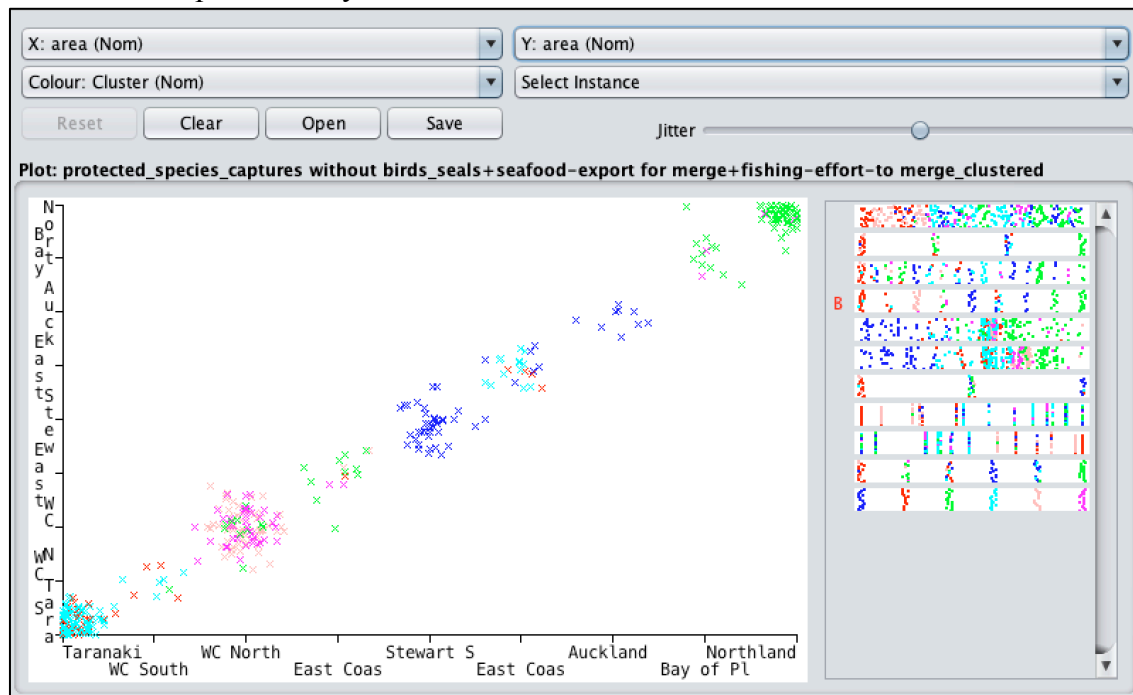 X: area (Nom)
Y: area (Nom)
Colour: Cluster (Nom)
Select Instance
Reset
Clear
Open
Save
Jitter
Plot: protected_species_captures without birds_seals+seafood-export for merge+fishing-effort-to merge_clustered
B
Taranaki
WC North
Stewart S
Auckland
Northland
WC South
East Coas
East Coas
Bay of Pl